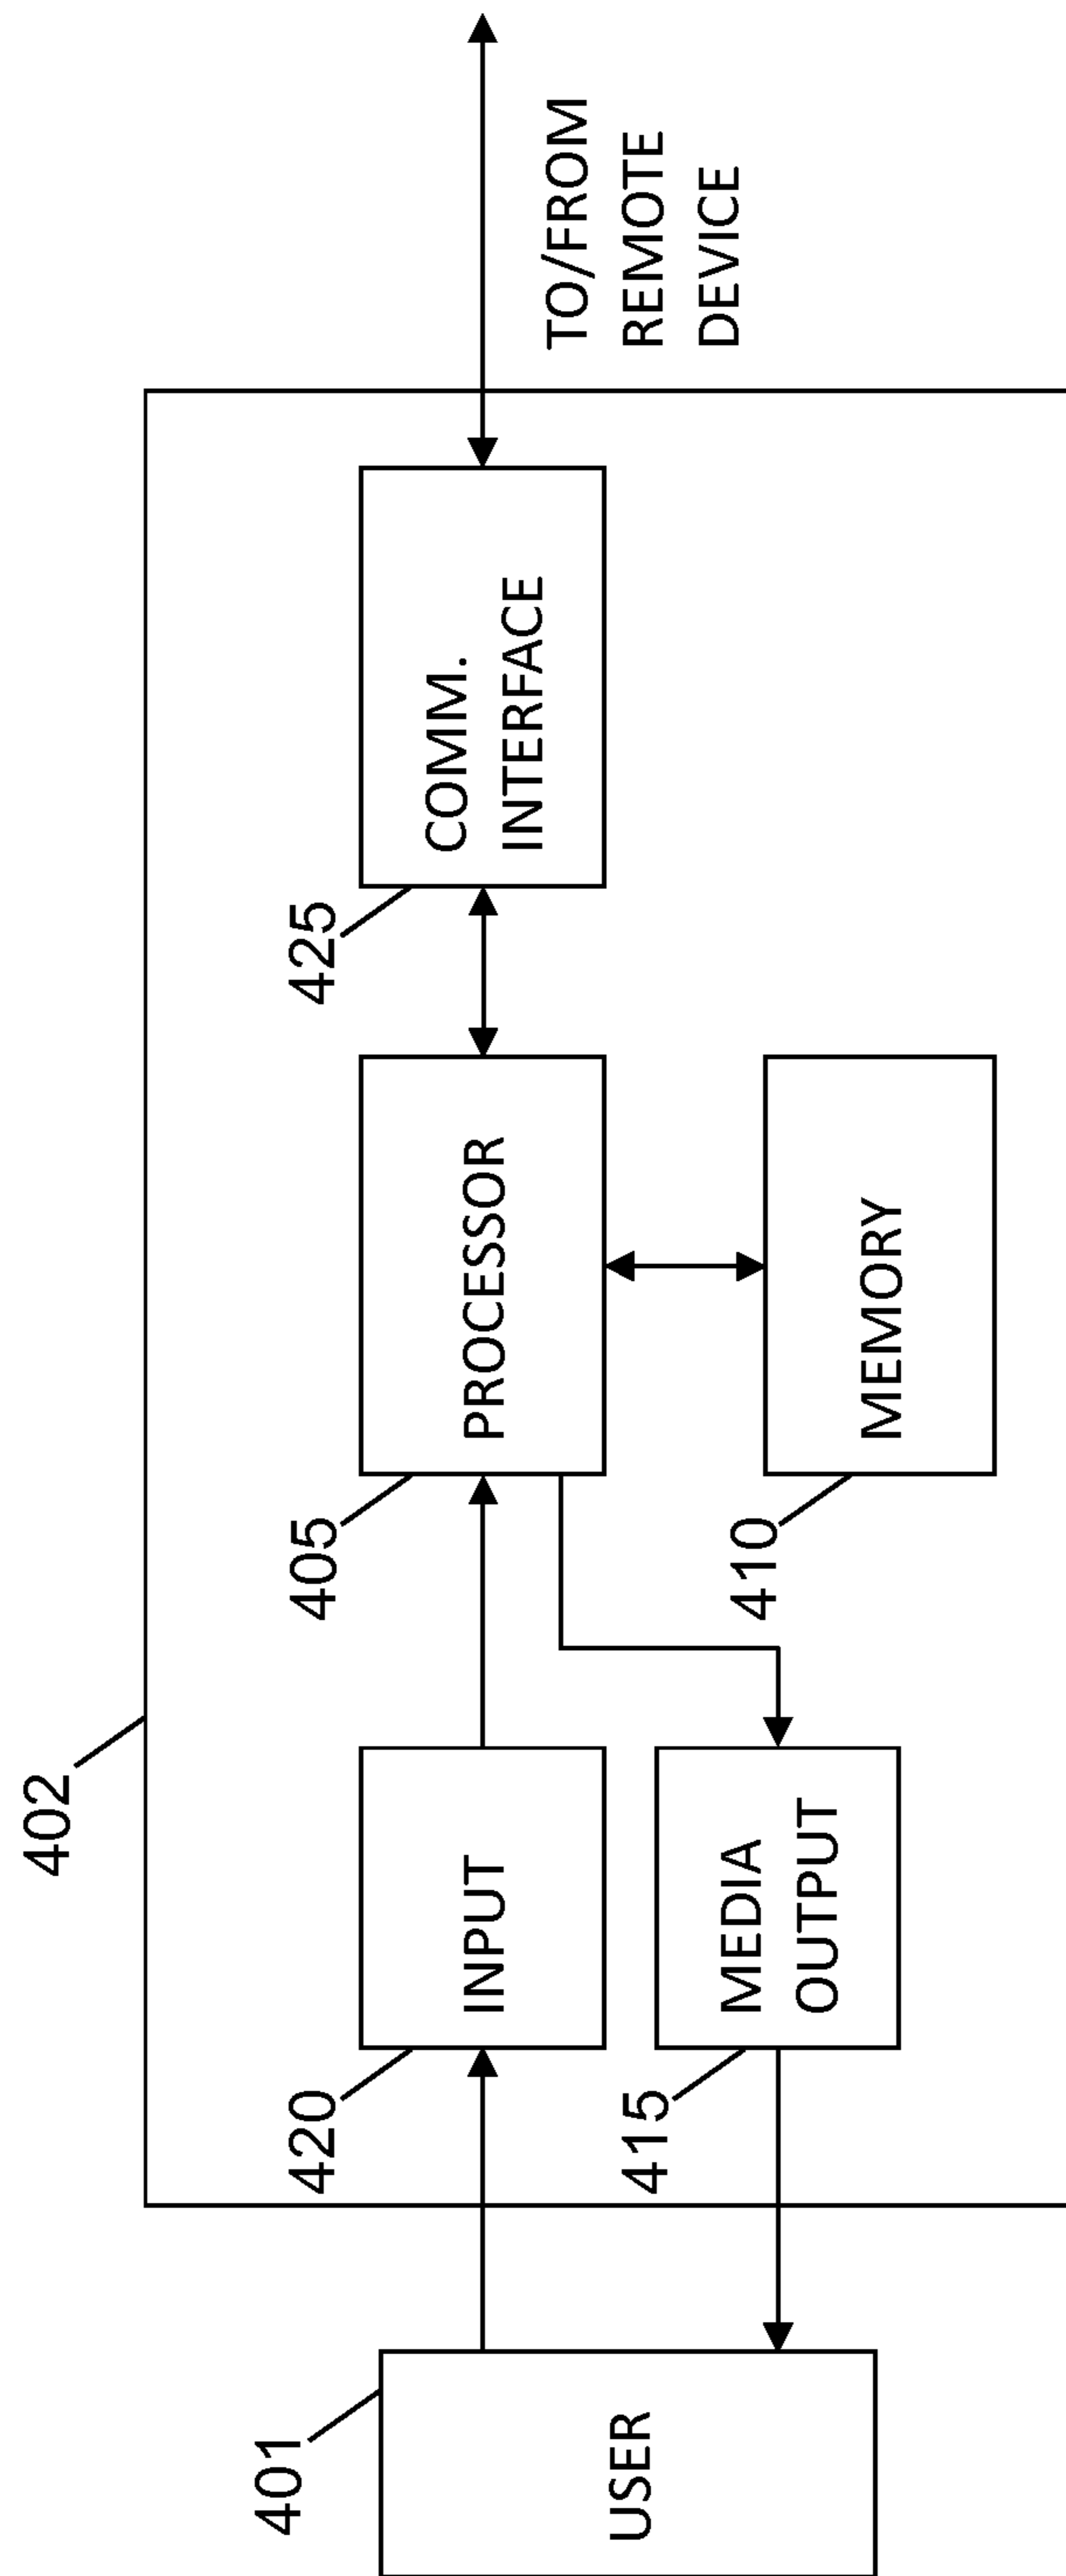 402
401
USER
420
INPUT
415
MEDIA
OUTPUT
405
PROCESSOR
410
MEMORY
425
COMM.
INTERFACE
TO/FROM
REMOTE
DEVICE